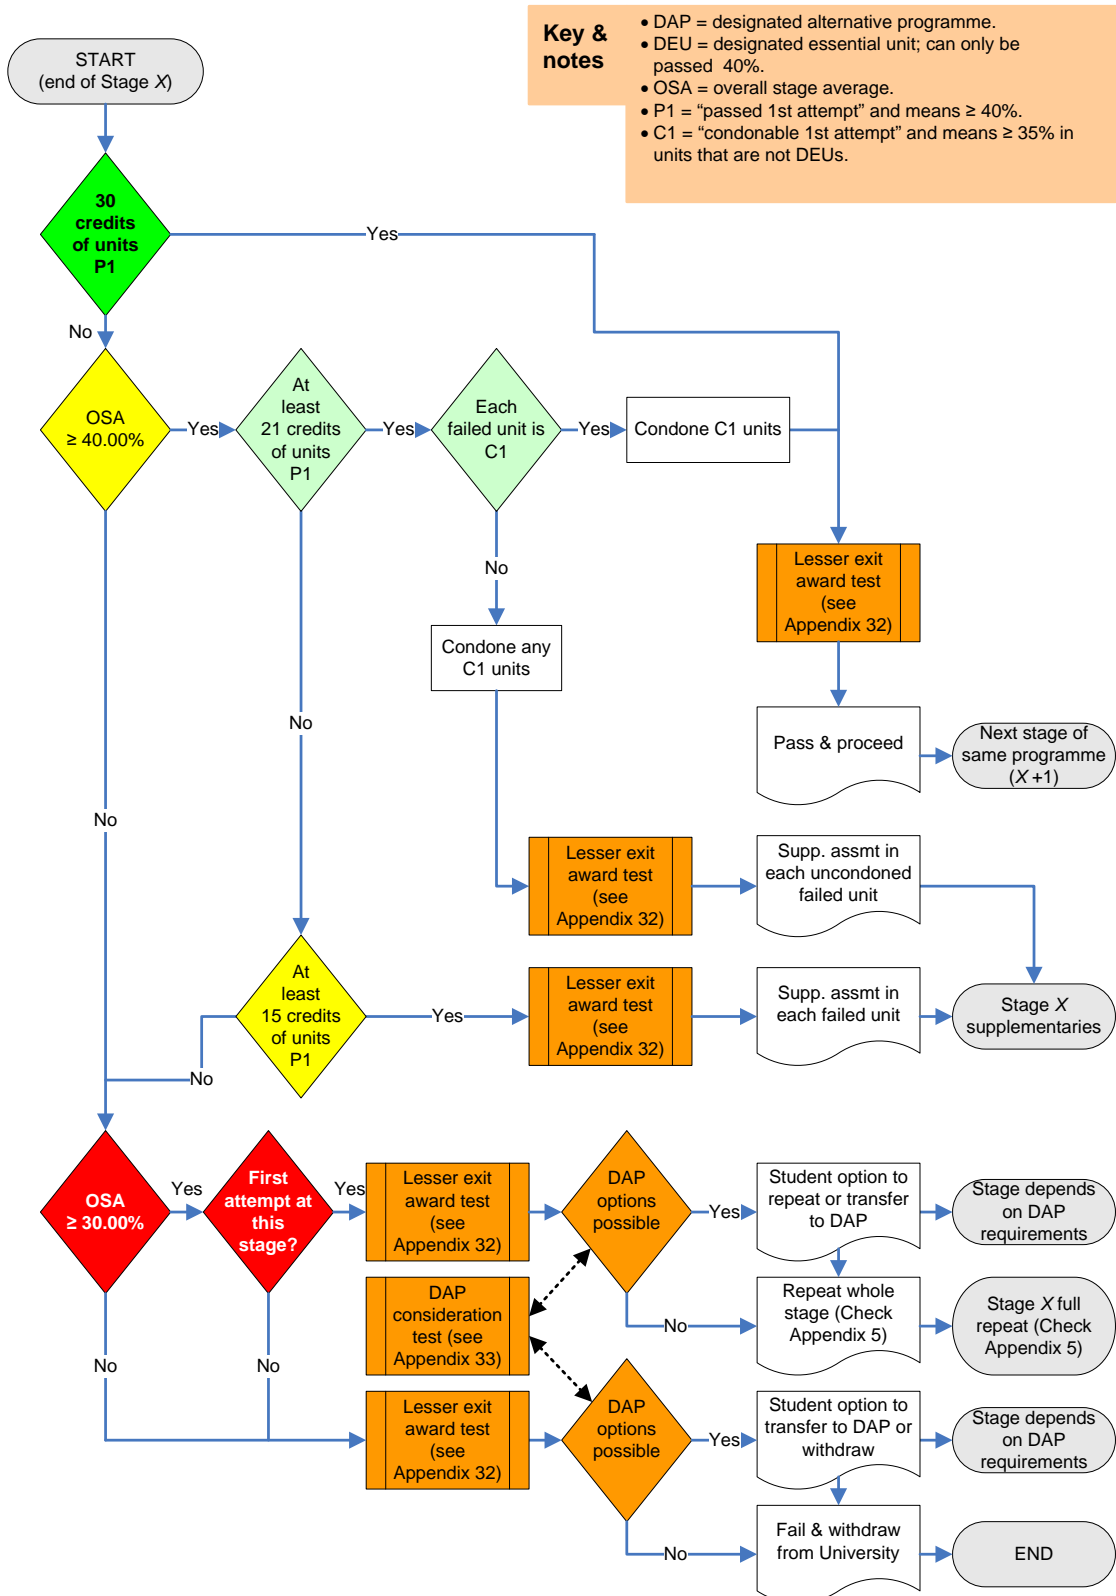 Key &
notes
• DAP = designated alternative programme.
• DEU = designated essential unit; can only be
passed  40%.
• OSA = overall stage average.
• P1 = “passed 1st attempt” and means ≥ 40%.
• C1 = “condonable 1st attempt” and means ≥ 35% in
units that are not DEUs.
START
(end of Stage X)
30
credits
of units
P1
Yes
No
OSA
≥ 40.00%
Yes
At
least
21 credits
of units
P1
Yes
Each
failed unit is
C1
Yes
Condone C1 units
No
Lesser exit
award test
(see
Appendix 32)
Condone any
C1 units
No
Pass & proceed
Next stage of
same programme
(X +1)
No
Lesser exit
award test
(see
Appendix 32)
Supp. assmt in
each uncondoned
failed unit
At
least
15 credits
of units
P1
Yes
Lesser exit
award test
(see
Appendix 32)
Supp. assmt in
each failed unit
Stage X
supplementaries
No
OSA
≥ 30.00%
Yes
First
attempt at
this
stage?
Yes
Lesser exit
award test
(see
Appendix 32)
DAP
options
possible
Yes
Student option to
repeat or transfer
to DAP
Stage depends
on DAP
requirements
DAP
consideration
test (see
Appendix 33)
No
Repeat whole
stage (Check
Appendix 5)
Stage X full
repeat (Check
Appendix 5)
No
No
Lesser exit
award test
(see
Appendix 32)
DAP
options
possible
Yes
Student option to
transfer to DAP or
withdraw
Stage depends
on DAP
requirements
No
Fail & withdraw
from University
END